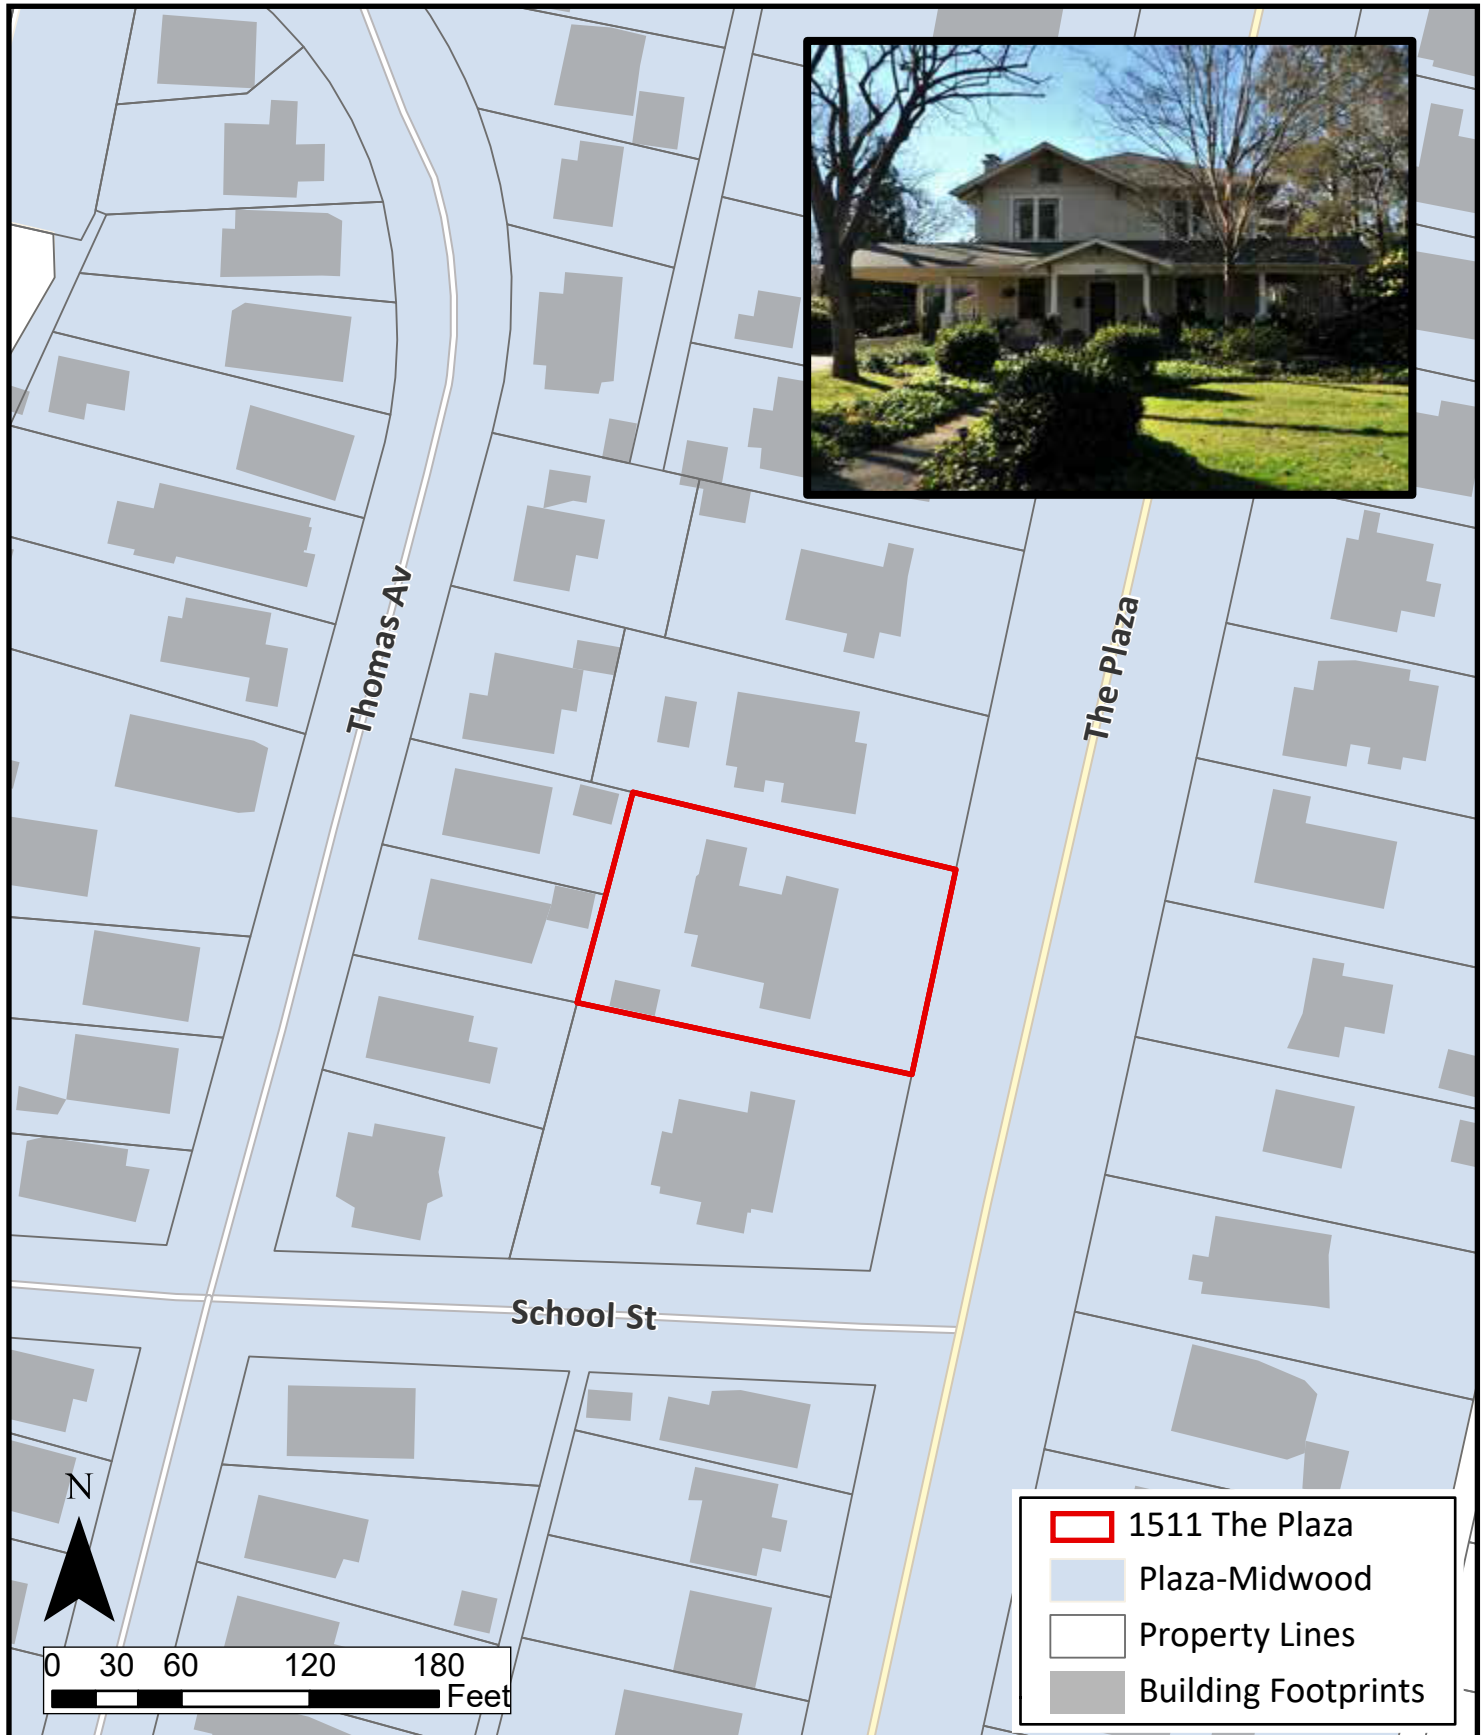 Thomas Av
The Plaza
School St
N
0 30 60 120 180
Feet
1511 The Plaza
Plaza-Midwood
Property Lines
Building Footprints